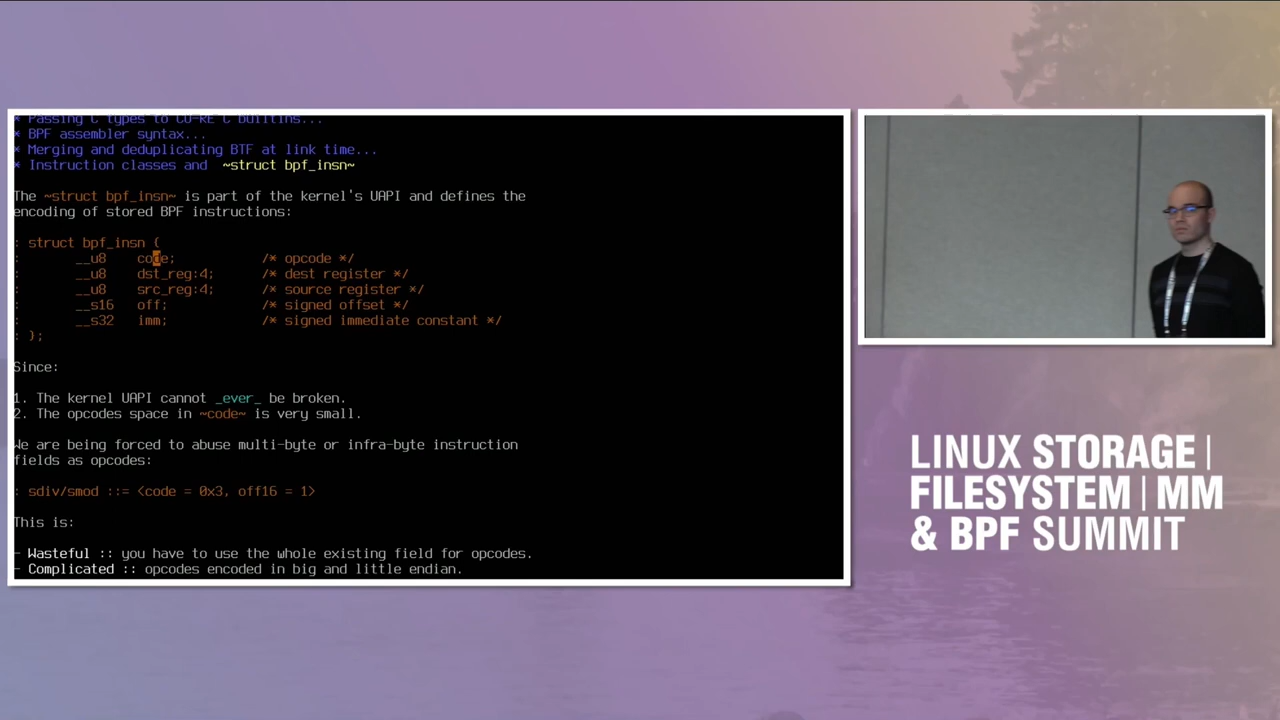 * Passing C types to CO-RE C builtins...
* BPF assembler syntax...
* Merging and deduplicating BTF at link time...
* Instruction classes and  ~struct bpf_insn~
The ~struct bpf_insn~ is part of the kernel's UAPI and defines the
encoding of stored BPF instructions:
: struct bpf_insn {
:       __u8    code;           /* opcode */
:       __u8    dst_reg:4;      /* dest register */
:       __u8    src_reg:4;      /* source register */
:       __s16   off;            /* signed offset */
:       __s32   imm;            /* signed immediate constant */
: };
Since:
1. The kernel UAPI cannot _ever_ be broken.
2. The opcodes space in ~code~ is very small.
We are being forced to abuse multi-byte or infra-byte instruction
fields as opcodes:
: sdiv/smod ::= <code = 0x3, off16 = 1>
This is:
- Wasteful :: you have to use the whole existing field for opcodes.
- Complicated :: opcodes encoded in big and little endian.
LINUX STORAGE |
FILESYSTEM | MM
& BPF SUMMIT